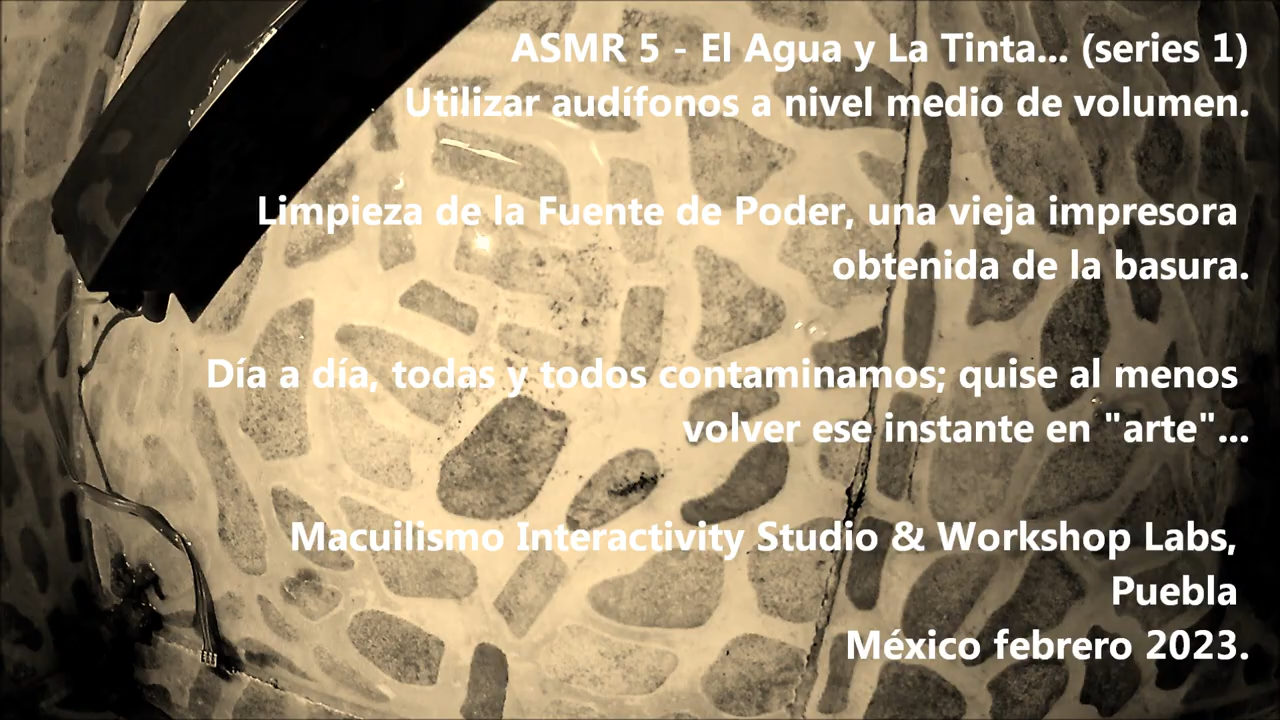 ASMR 5 - El Agua y La Tinta... (series 1)
Utilizar audífonos a nivel medio de volumen.
Limpieza de la Fuente de Poder, una vieja impresora
obtenida de la basura.
Día a día, todas y todos contaminamos; quise al menos
volver ese instante en "arte"...
Macuilismo Interactivity Studio & Workshop Labs,
Puebla
México febrero 2023.